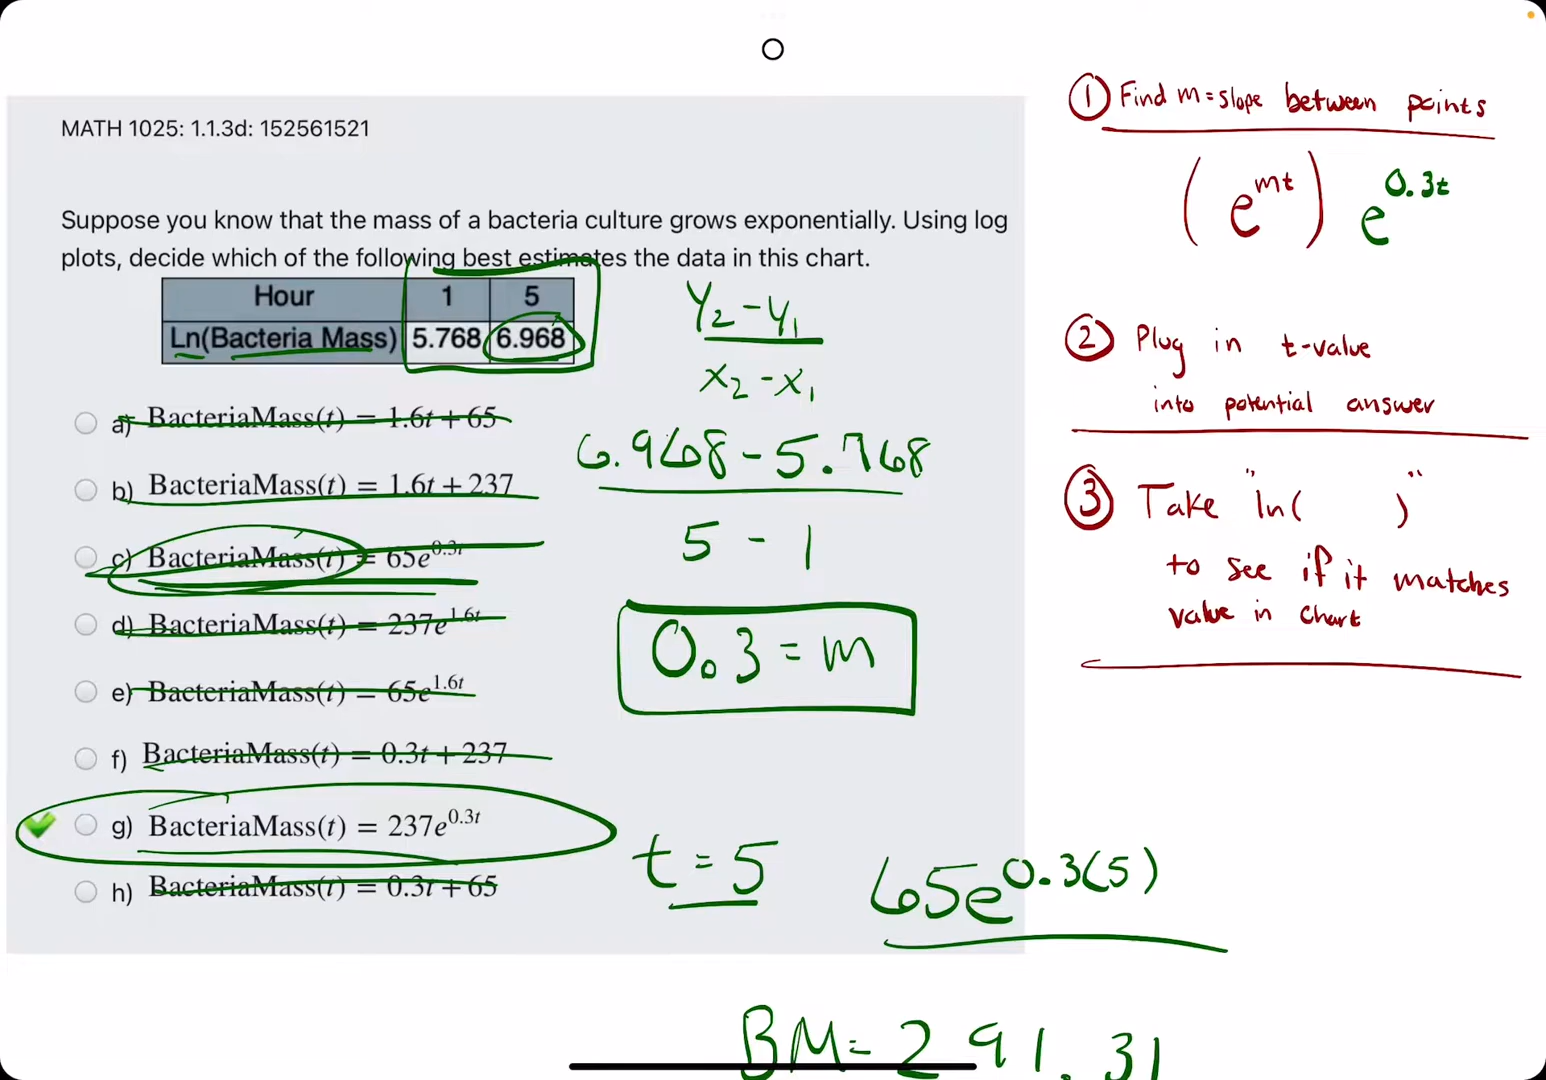 MATH 1025: 1.1.3d: 152561521
Suppose you know that the mass of a bacteria culture grows exponentially. Using log
plots, decide which of the following best estimates the data in this chart.
Hour 1 5
Ln(Bacteria Mass) 5.768 6.968
a) BacteriaMass(t) = 1.6t + 65
b) BacteriaMass(t) = 1.6t + 237
c) BacteriaMass(t) = 65e^0.3t
d) BacteriaMass(t) = 237e^1.6t
e) BacteriaMass(t) = 65e^1.6t
f) BacteriaMass(t) = 0.3t + 237
g) BacteriaMass(t) = 237e^0.3t
h) BacteriaMass(t) = 0.3t + 65
y2 - y1
x2 - x1
6.968 - 5.768
5 - 1
0.3 = m
t = 5
65e^0.3(5)
BM = 291.31
① Find m = slope between points
(e^mt) e^0.3t
② Plug in t-value
into potential answer
③ Take "ln( )"
to see if it matches
value in chart